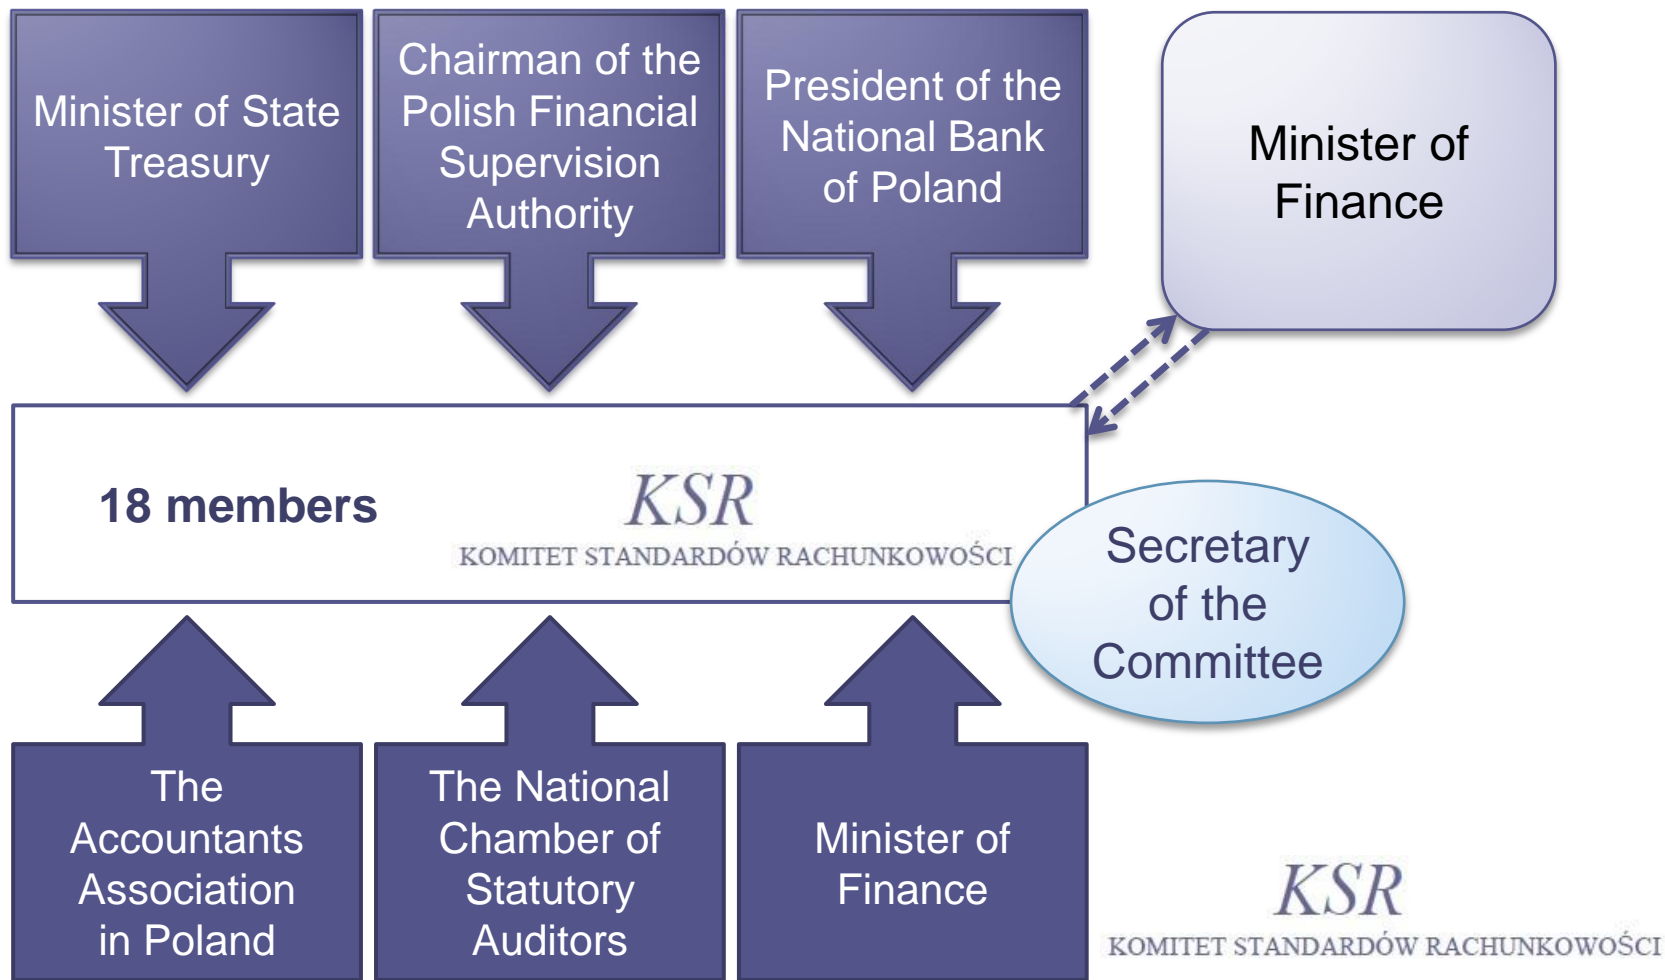 Minister of State
Treasury
Chairman of the
Polish Financial
Supervision
Authority
President of the
National Bank
of Poland
Minister of
Finance
18 members
KSR
KOMITET STANDARDÓW RACHUNKOWOŚCI
Secretary
of the
Committee
The
Accountants
Association
in Poland
The National
Chamber of
Statutory
Auditors
Minister of
Finance
KSR
KOMITET STANDARDÓW RACHUNKOWOŚCI